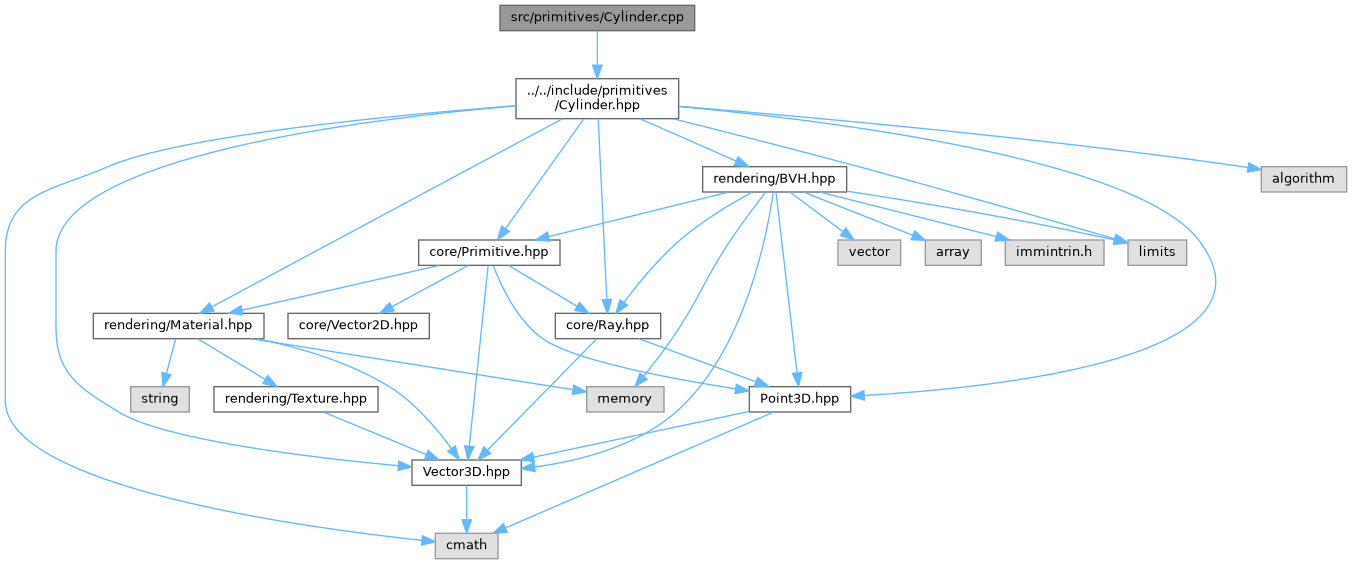 src/primitives/Cylinder.cpp
../../include/primitives
/Cylinder.hpp
rendering/BVH.hpp
algorithm
core/Primitive.hpp
vector
array
immintrin.h
limits
rendering/Material.hpp
core/Vector2D.hpp
core/Ray.hpp
string
rendering/Texture.hpp
memory
Point3D.hpp
Vector3D.hpp
cmath